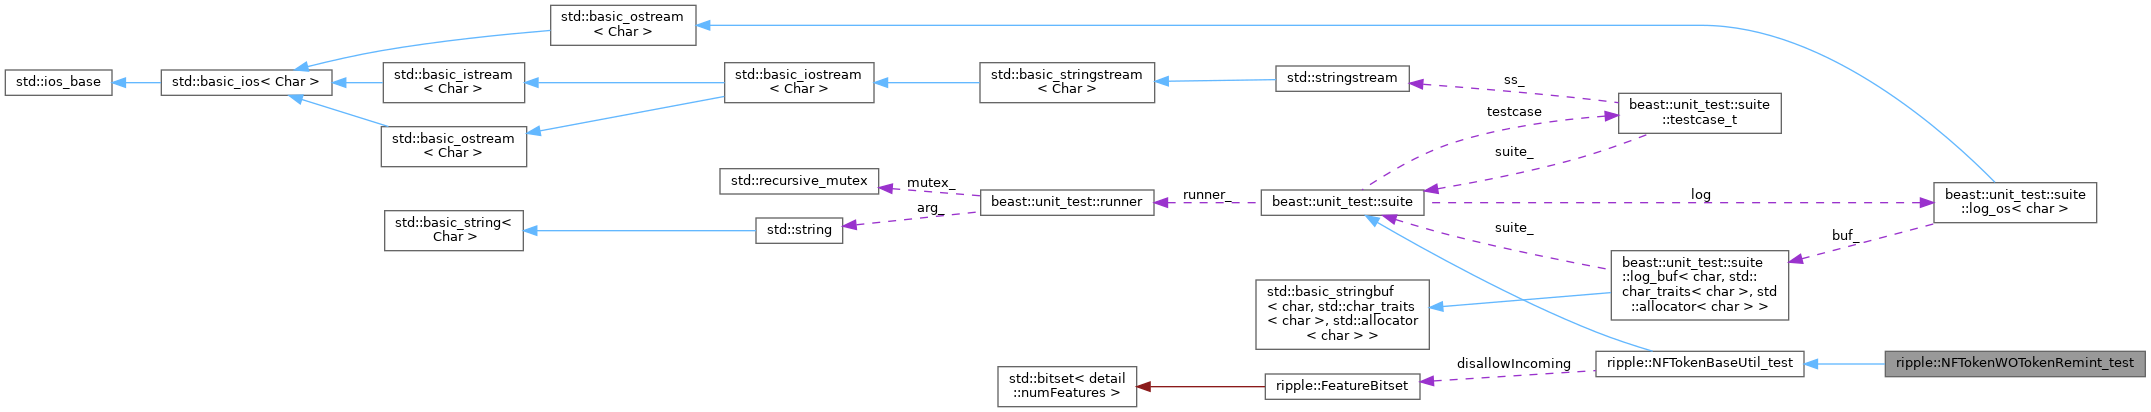 std::basic_ostream
< Char >
std::ios_base
std::basic_ios< Char >
std::basic_istream
< Char >
std::basic_iostream
< Char >
std::basic_stringstream
< Char >
std::stringstream
ss_
beast::unit_test::suite
::testcase_t
testcase
std::basic_ostream
< Char >
suite_
std::recursive_mutex
mutex_
beast::unit_test::runner
runner_
beast::unit_test::suite
log
beast::unit_test::suite
::log_os< char >
arg_
std::basic_string<
Char >
std::string
suite_
buf_
beast::unit_test::suite
::log_buf< char, std::
char_traits< char >, std
::allocator< char > >
std::basic_stringbuf
< char, std::char_traits
< char >, std::allocator
< char > >
disallowIncoming
ripple::NFTokenBaseUtil_test
ripple::NFTokenWOTokenRemint_test
std::bitset< detail
::numFeatures >
ripple::FeatureBitset